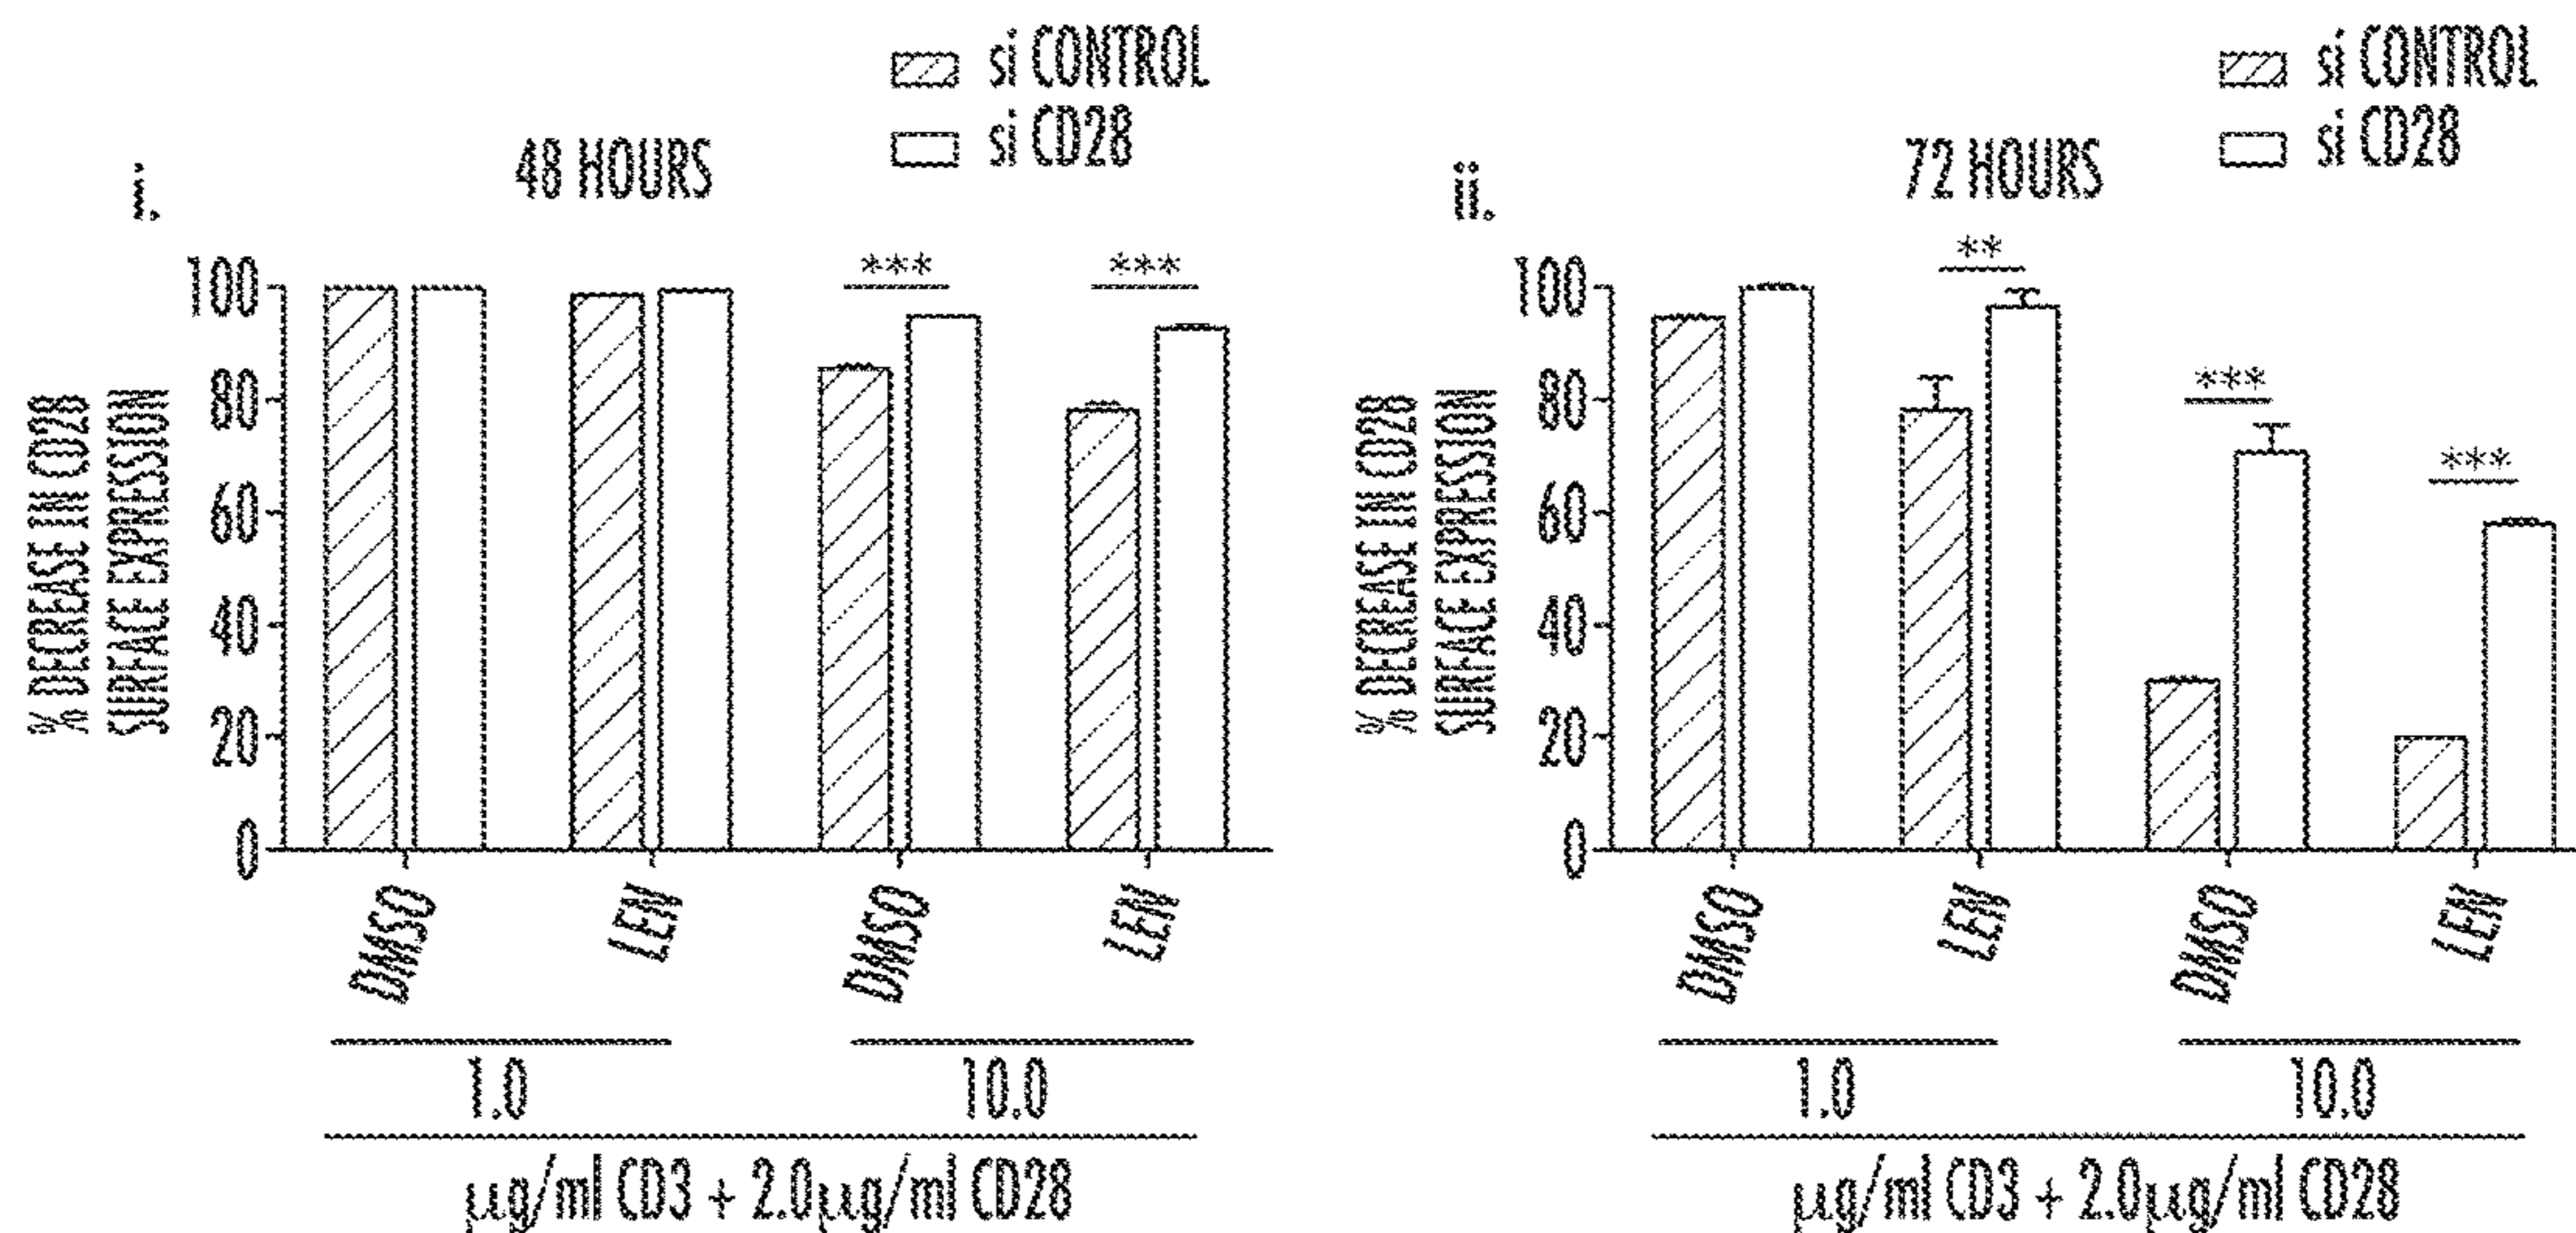 i.
48 HOURS
si CONTROL
si CD28
% DECREASE IN CD28
SURFACE EXPRESSION
100
80
60
40
20
0
***
***
DMSO
LEN
DMSO
LEN
1.0
10.0
µg/ml CD3 + 2.0µg/ml CD28
ii.
72 HOURS
si CONTROL
si CD28
% DECREASE IN CD28
SURFACE EXPRESSION
100
80
60
40
20
0
**
***
***
DMSO
LEN
DMSO
LEN
1.0
10.0
µg/ml CD3 + 2.0µg/ml CD28